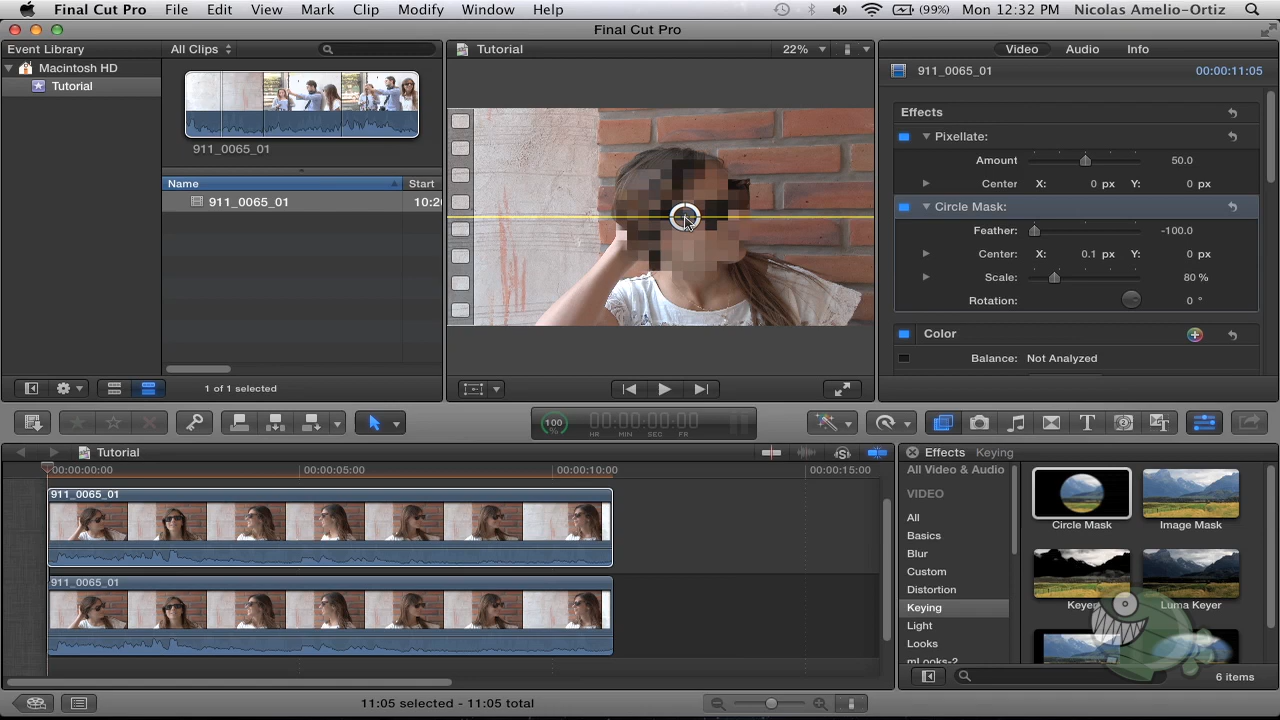 Final Cut Pro File Edit View Mark Clip Modify Window Help (99%) Mon 12:32 PM Nicolas Amelio-Ortiz
Final Cut Pro
Event Library All Clips Tutorial 22% Video Audio Info
Macintosh HD
Tutorial
911_0065_01 00:00:11:05
Effects
Pixellate:
Amount 50.0
Center X: 0 px Y: 0 px
Circle Mask:
Feather: -100.0
Center: X: 0.1 px Y: 0 px
Scale: 80 %
Rotation: 0 °
Color
Balance: Not Analyzed
911_0065_01
Name Start
911_0065_01 10:2
1 of 1 selected
100 % 00:00:00:00
HR MIN SEC FR
Tutorial
00:00:00:00 00:00:05:00 00:00:10:00 00:00:15:00
911_0065_01
911_0065_01
Effects Keying
All Video & Audio
VIDEO
All
Basics
Blur
Custom
Distortion
Keying
Light
Looks
mLooks-2
Circle Mask Image Mask
Keyer Luma Keyer
6 items
11:05 selected - 11:05 total